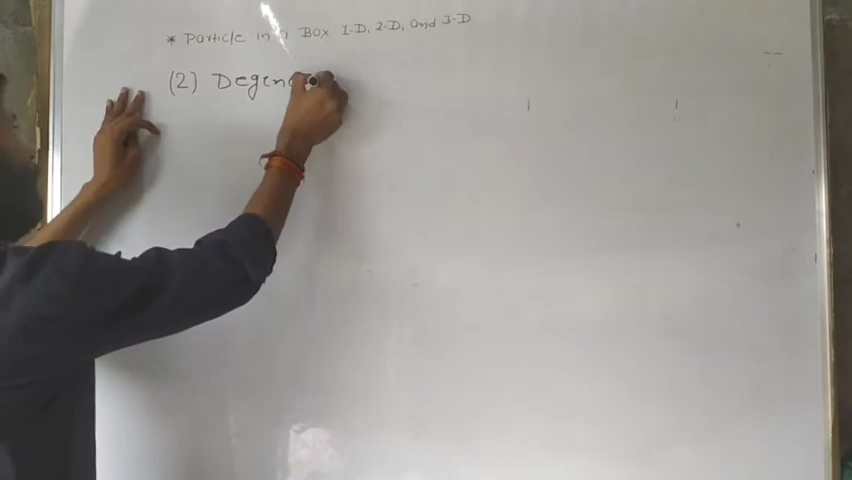 * Particle in a Box 1-D, 2-D, and 3-D
(2) Degen